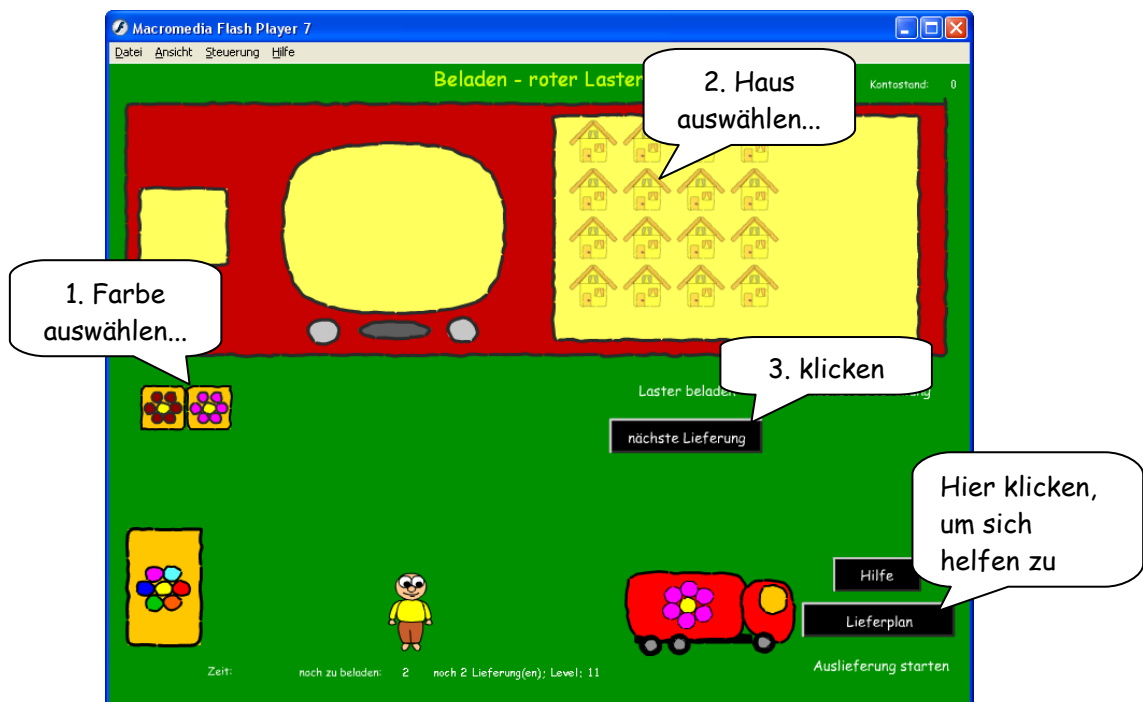 Macromedia Flash Player 7
Datei Ansicht Steuerung Hilfe
Beladen - roter Laster
Kontostand: 0
2. Haus
auswählen...
1. Farbe
auswählen...
3. klicken
Laster beladen
nächste Lieferung
Hier klicken,
um sich
helfen zu
Hilfe
Lieferplan
Auslieferung starten
Zeit:
noch zu beladen: 2
noch 2 Lieferung(en); Level: 11